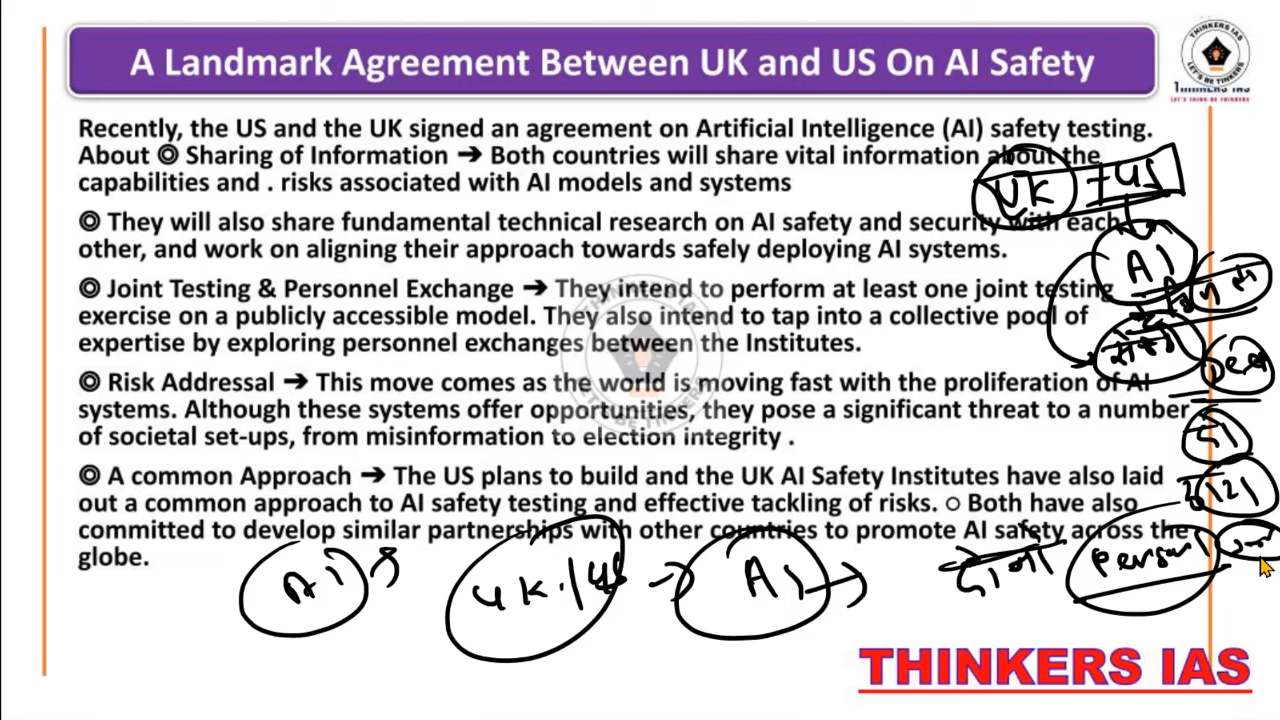 A Landmark Agreement Between UK and US On AI Safety
THINKERS IAS
LET'S BE TINKERS
THINKERS IAS
LET'S THINK BE THINKERS
Recently, the US and the UK signed an agreement on Artificial Intelligence (AI) safety testing.
About ◎ Sharing of Information ➔ Both countries will share vital information about the
capabilities and . risks associated with AI models and systems
◎ They will also share fundamental technical research on AI safety and security with each
other, and work on aligning their approach towards safely deploying AI systems.
◎ Joint Testing & Personnel Exchange ➔ They intend to perform at least one joint testing
exercise on a publicly accessible model. They also intend to tap into a collective pool of
expertise by exploring personnel exchanges between the Institutes.
◎ Risk Addressal ➔ This move comes as the world is moving fast with the proliferation of AI
systems. Although these systems offer opportunities, they pose a significant threat to a number
of societal set-ups, from misinformation to election integrity .
◎ A common Approach ➔ The US plans to build and the UK AI Safety Institutes have also laid
out a common approach to AI safety testing and effective tackling of risks. ○ Both have also
committed to develop similar partnerships with other countries to promote AI safety across the
globe.
UK + US
AI
AI
UK / US
AI
THINKERS IAS